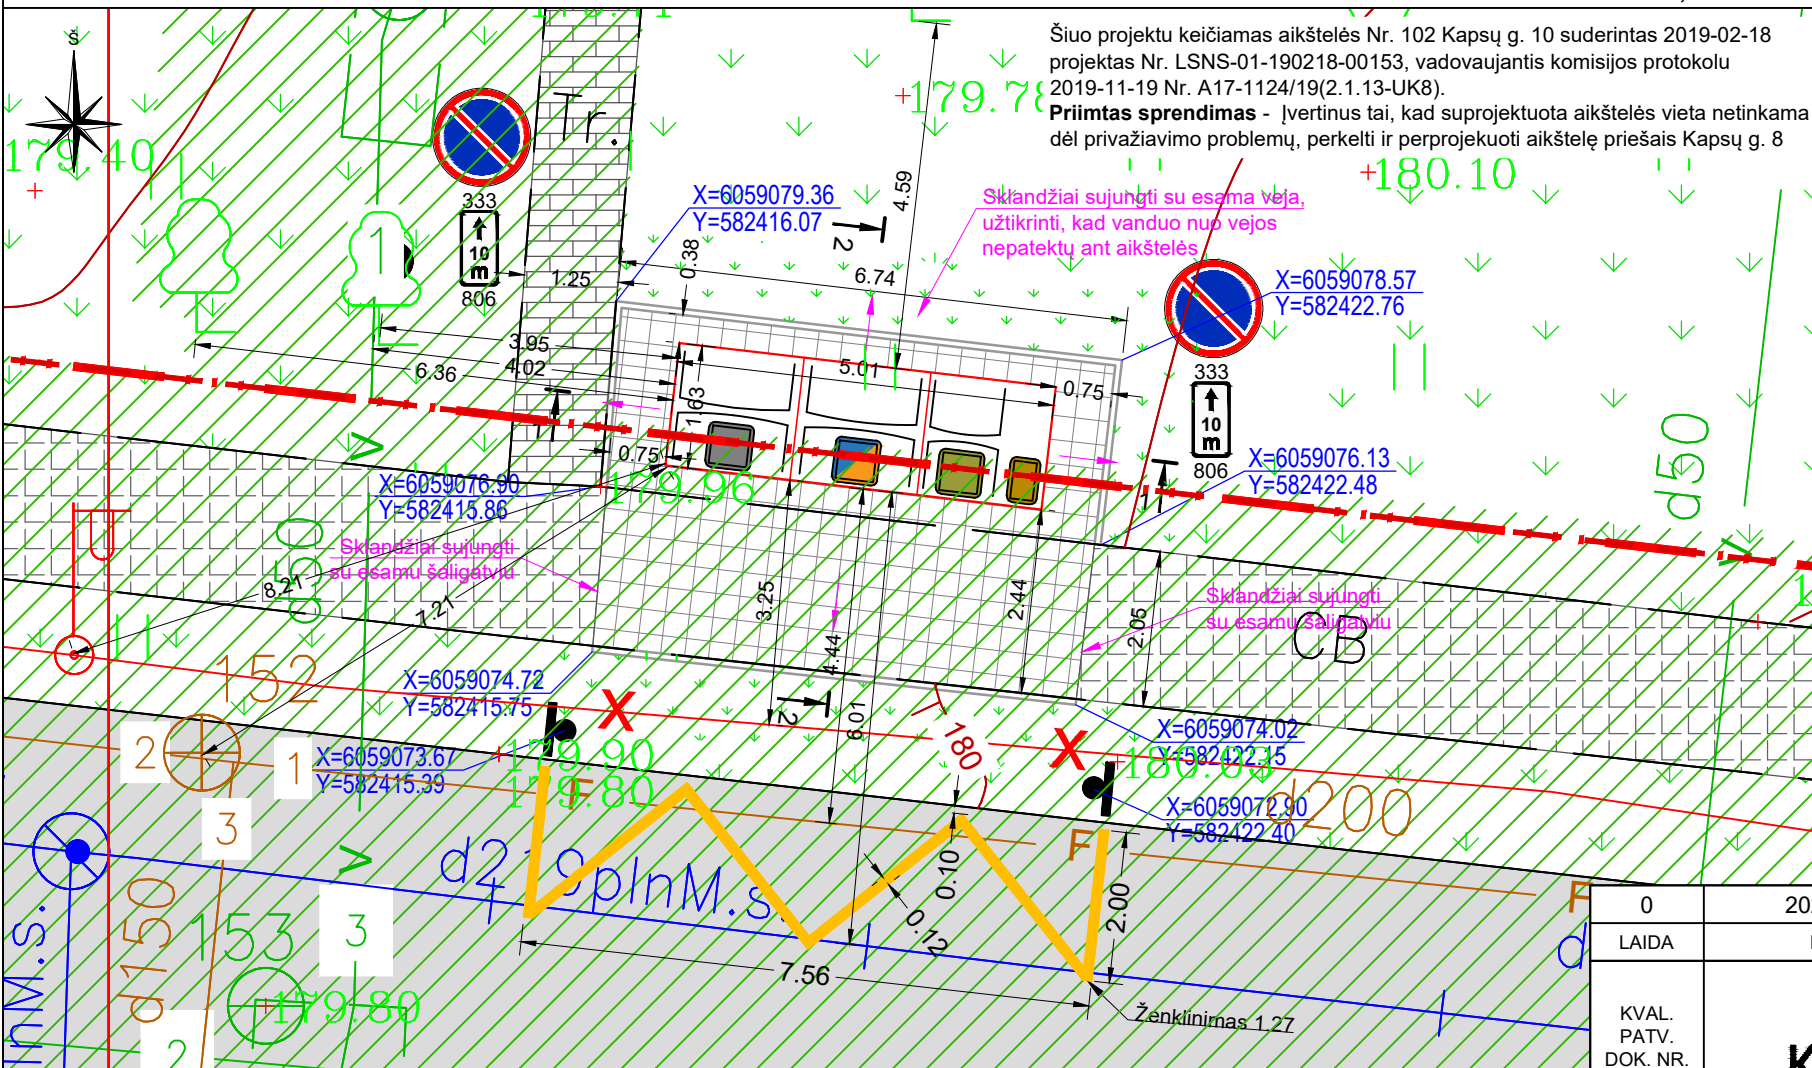 Šiuo projektu keičiamas aikštelės Nr. 102 Kapsų g. 10 suderintas 2019-02-18
projektas Nr. LSNS-01-190218-00153, vadovaujantis komisijos protokolu
2019-11-19 Nr. A17-1124/19(2.1.13-UK8).
Priimtas sprendimas - Įvertinus tai, kad suprojektuota aikštelės vieta netinkama
dėl privažiavimo problemų, perkelti ir perprojekuoti aikštelę priešais Kapsų g. 8
Š
179.40
Tr.
179.78
180.10
333
10
m
806
1
X=6059079.36
Y=582416.07
2
4.59
Sklandžiai sujungti su esama veja,
užtikrinti, kad vanduo nuo vejos
nepatektų ant aikštelės
0.38
6.74
1.25
X=6059078.57
Y=582422.76
333
10
m
806
3.95
4.02
6.36
5.01
0.75
1.63
1
0.75
179.96
X=6059076.90
Y=582415.86
X=6059076.13
Y=582422.48
1
d50
d50
V
V
Sklandžiai sujungti
su esamu šaligatviu
8.21
7.21
3.25
4.44
2.44
2.05
Sklandžiai sujungti
su esamu šaligatviu
CB
152
X=6059074.72
Y=582415.75
X
2
6.01
180
X
X=6059074.02
Y=582422.15
2
1
3
X=6059073.67
Y=582415.39
179.90
179.80
180.03
F
F
F
X=6059072.90
Y=582422.40
d200
V
d219plnM.s.
0.10
0.12
2.00
7.56
Ženklinimas 1.27
d150
153
3
179.80
2
lnM.s.
d
0
LAIDA
KVAL.
PATV.
DOK. NR.